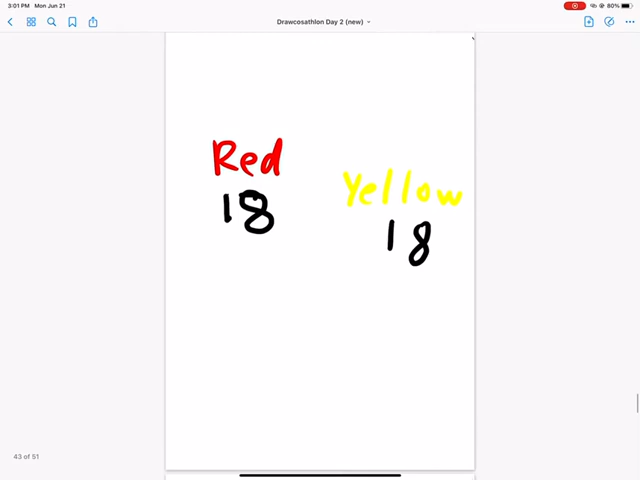 3:01 PM Mon Jun 21
80%
Drawcosathlon Day 2 (new)
Red
18
Yellow
18
43 of 51